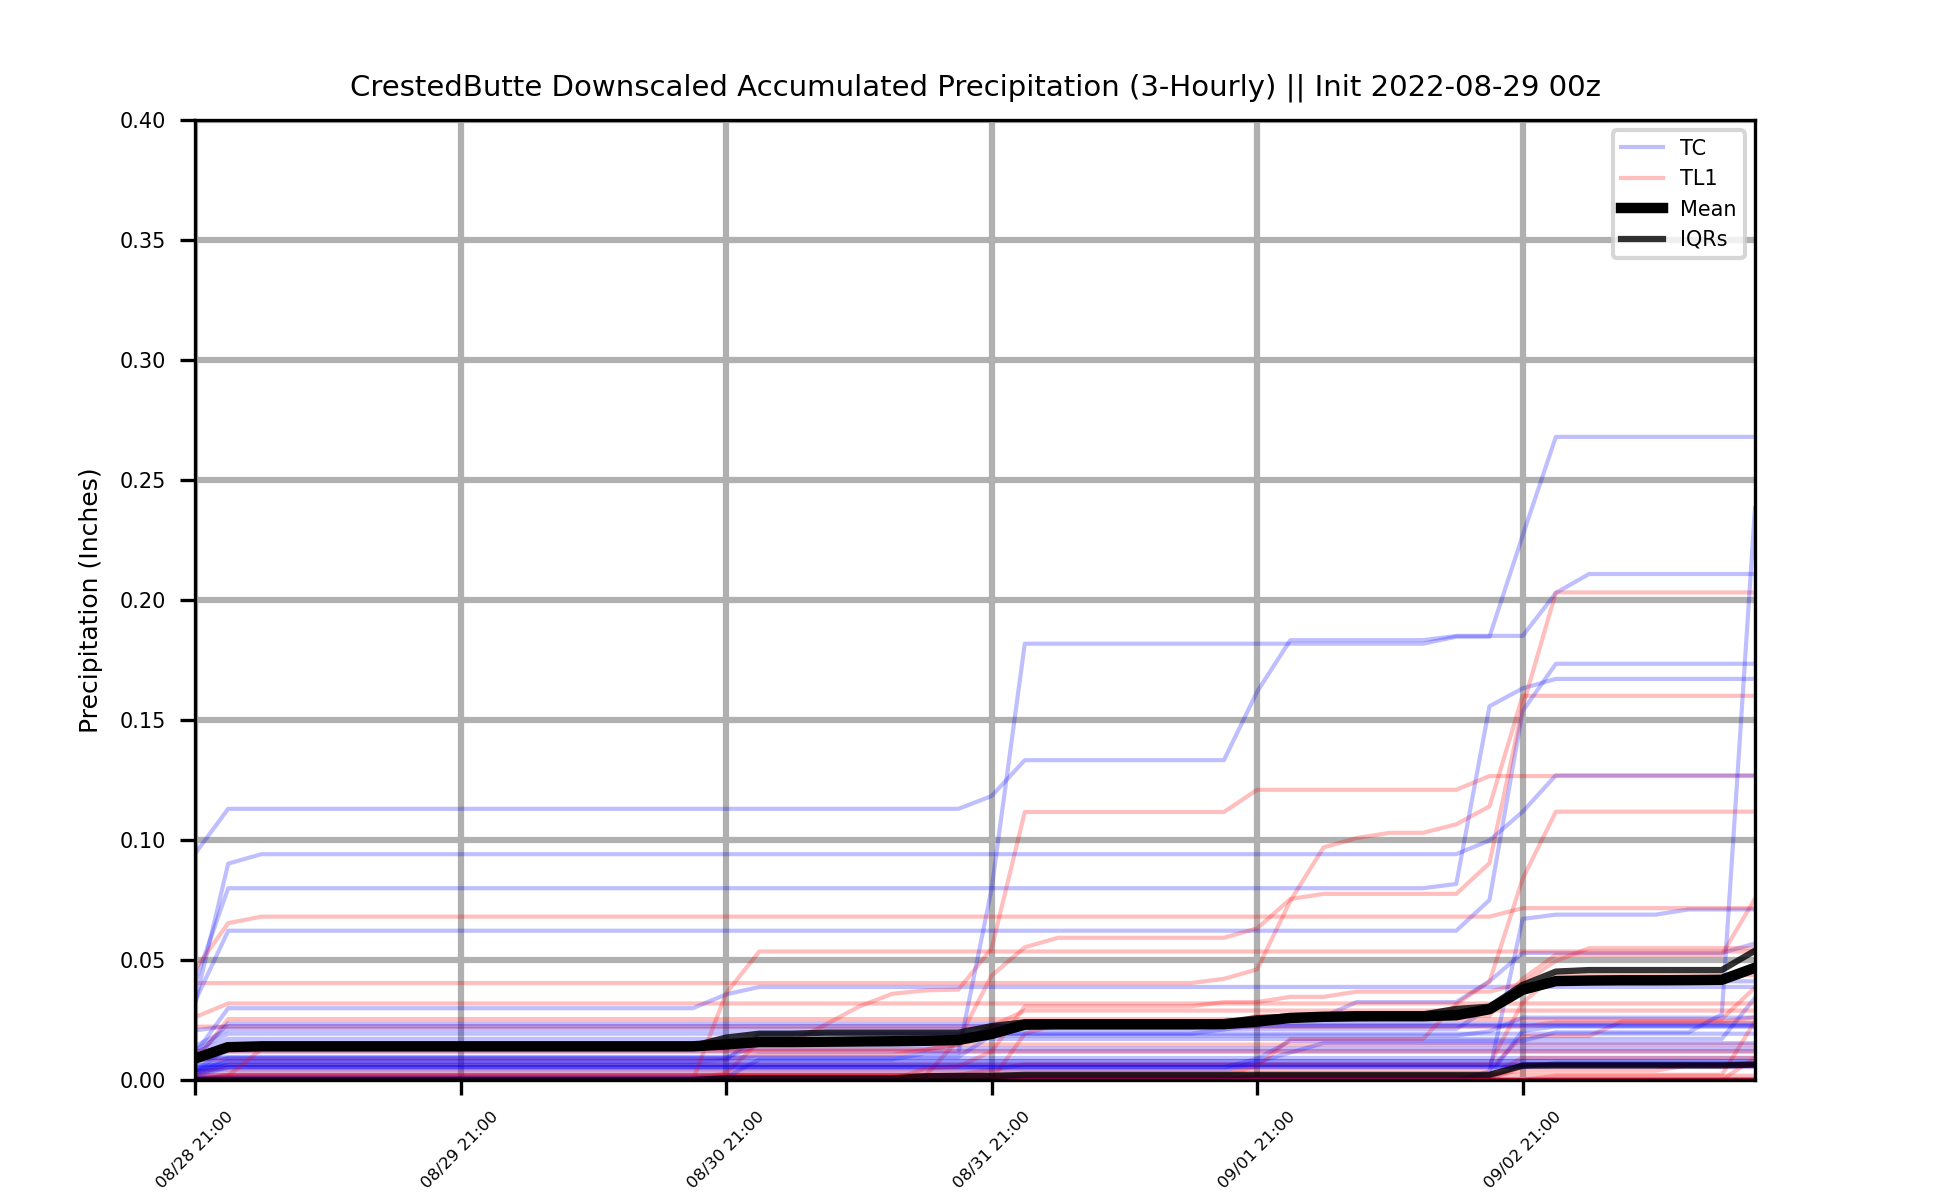 CrestedButte Downscaled Accumulated Precipitation (3-Hourly) || Init 2022-08-29 00z
TC
TL1
Mean
IQRs
Precipitation (Inches)
0.40
0.35
0.30
0.25
0.20
0.15
0.10
0.05
0.00
08/28 21:00
08/29 21:00
08/30 21:00
08/31 21:00
09/01 21:00
09/02 21:00